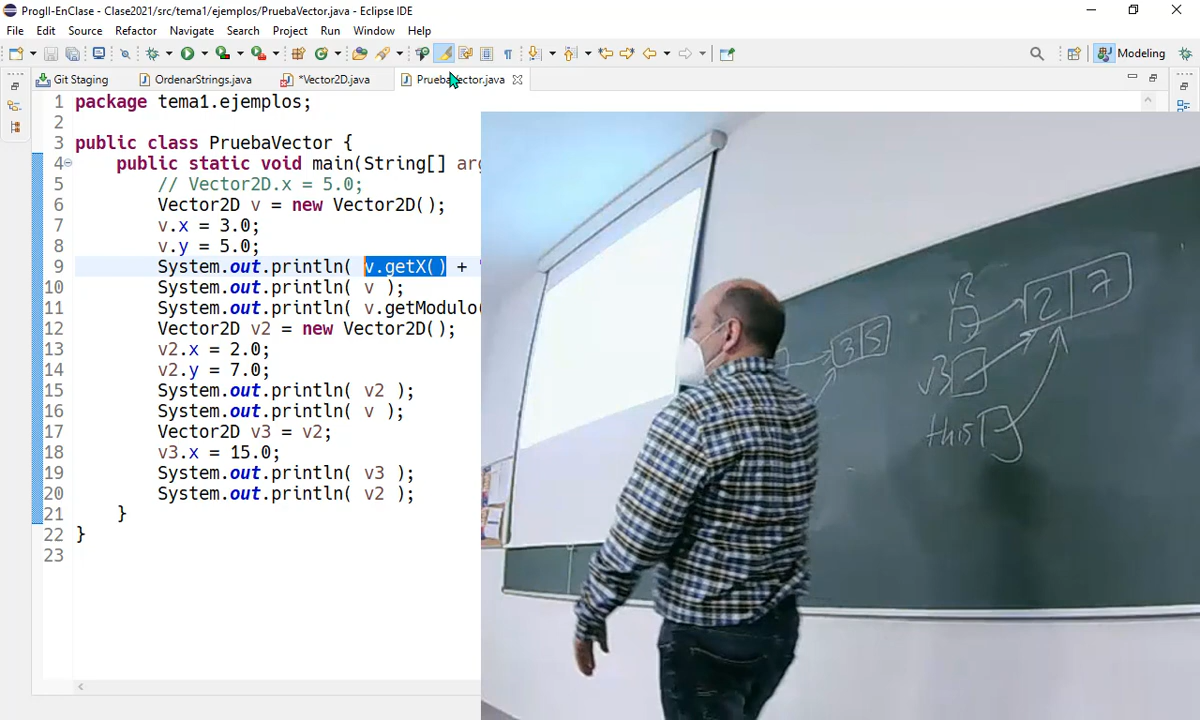 ProgII-EnClase - Clase2021/src/tema1/ejemplos/PruebaVector.java - Eclipse IDE
File Edit Source Refactor Navigate Search Project Run Window Help
Modeling
Git Staging OrdenarStrings.java *Vector2D.java PruebaVector.java
1 package tema1.ejemplos;
2
3 public class PruebaVector {
4 public static void main(String[] arg
5 // Vector2D.x = 5.0;
6 Vector2D v = new Vector2D();
7 v.x = 3.0;
8 v.y = 5.0;
9 System.out.println( v.getX() + "
10 System.out.println( v );
11 System.out.println( v.getModulo(
12 Vector2D v2 = new Vector2D();
13 v2.x = 2.0;
14 v2.y = 7.0;
15 System.out.println( v2 );
16 System.out.println( v );
17 Vector2D v3 = v2;
18 v3.x = 15.0;
19 System.out.println( v3 );
20 System.out.println( v2 );
21 }
22 }
23
v2
2 7
3 5
v3
this